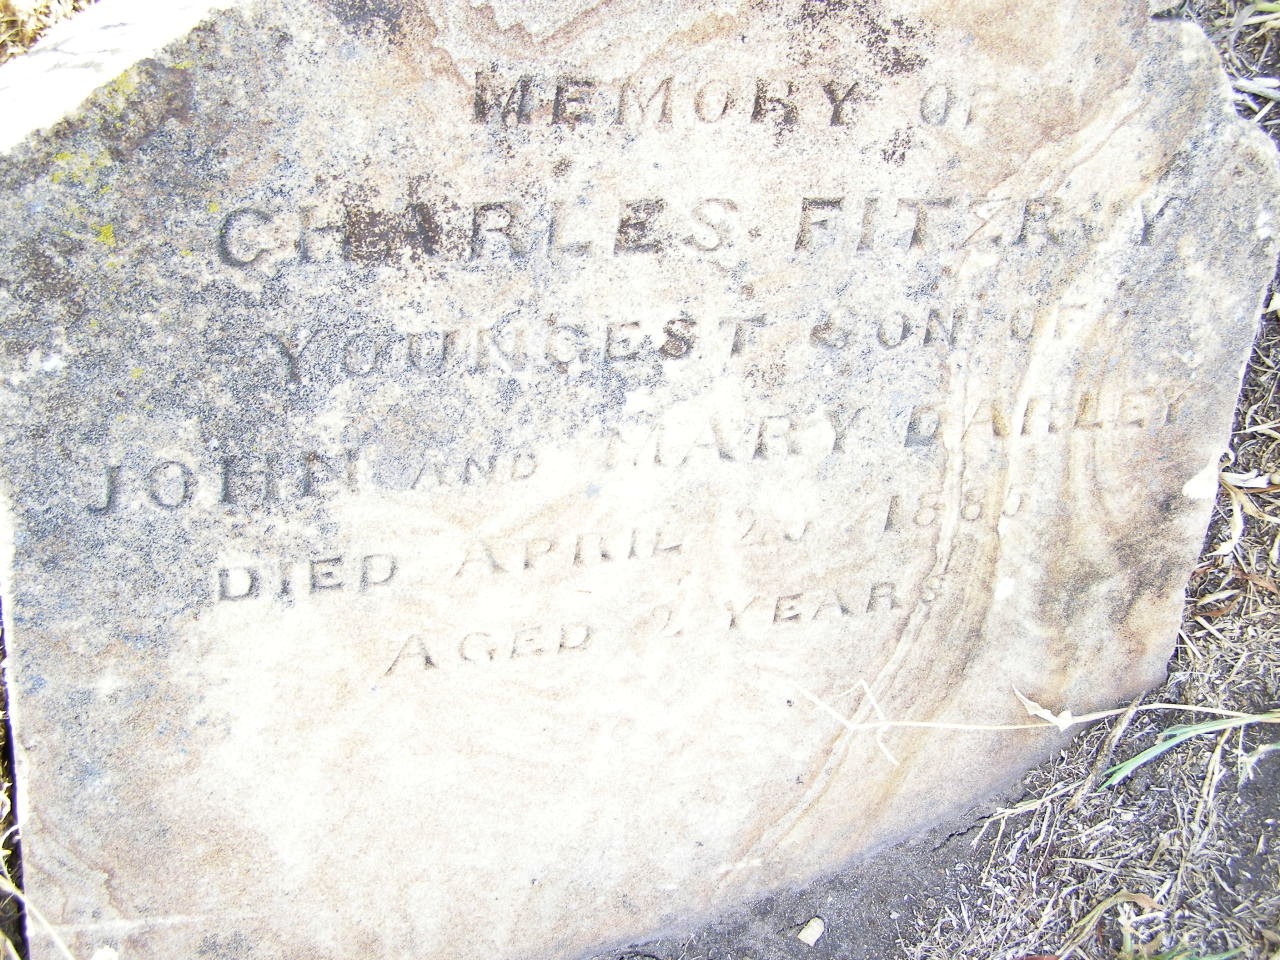 MEMORY OF
CHARLES FITZROY
YOUNGEST SON OF
JOHN AND MARY DARLEY
DIED APRIL
AGED 2 YEARS